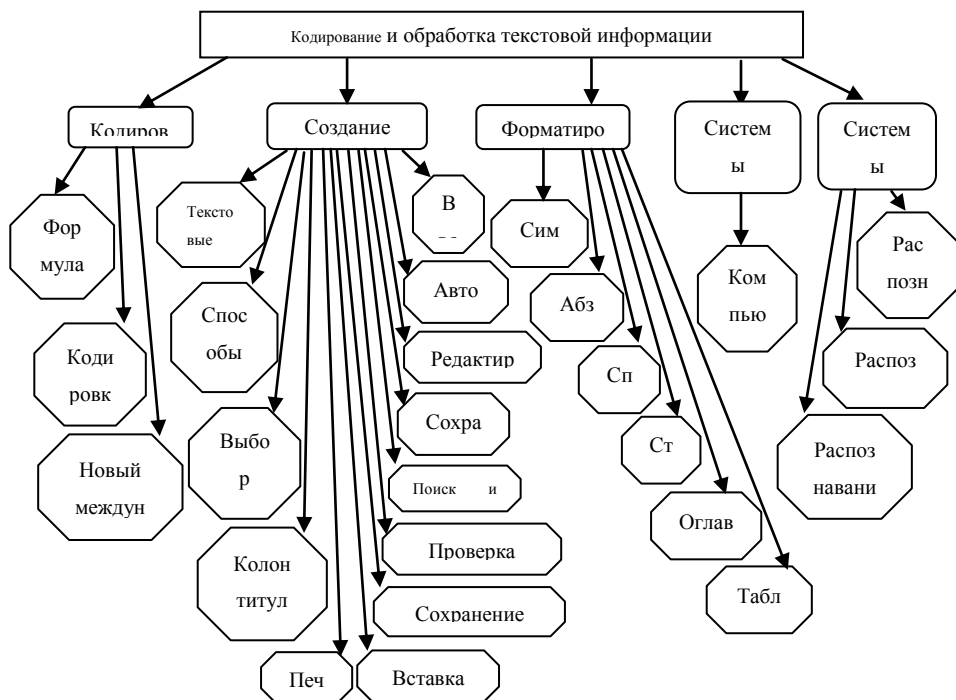 Кодирование и обработка текстовой информации
Кодиров
Создание
Форматиро
Систем
ы
Систем
ы
Фор
мула
Кодi
ровк
Новый
междун
Тексто
вые
Спос
обы
Выбо
р
Колон
титул
Печ
В
Авто
Редактир
Сохра
Поиск и
Проверка
Сохранение
Вставка
Сим
Абз
Сп
Ст
Оглав
Табл
Ком
пью
Рас
позн
Распоз
Распоз
навани